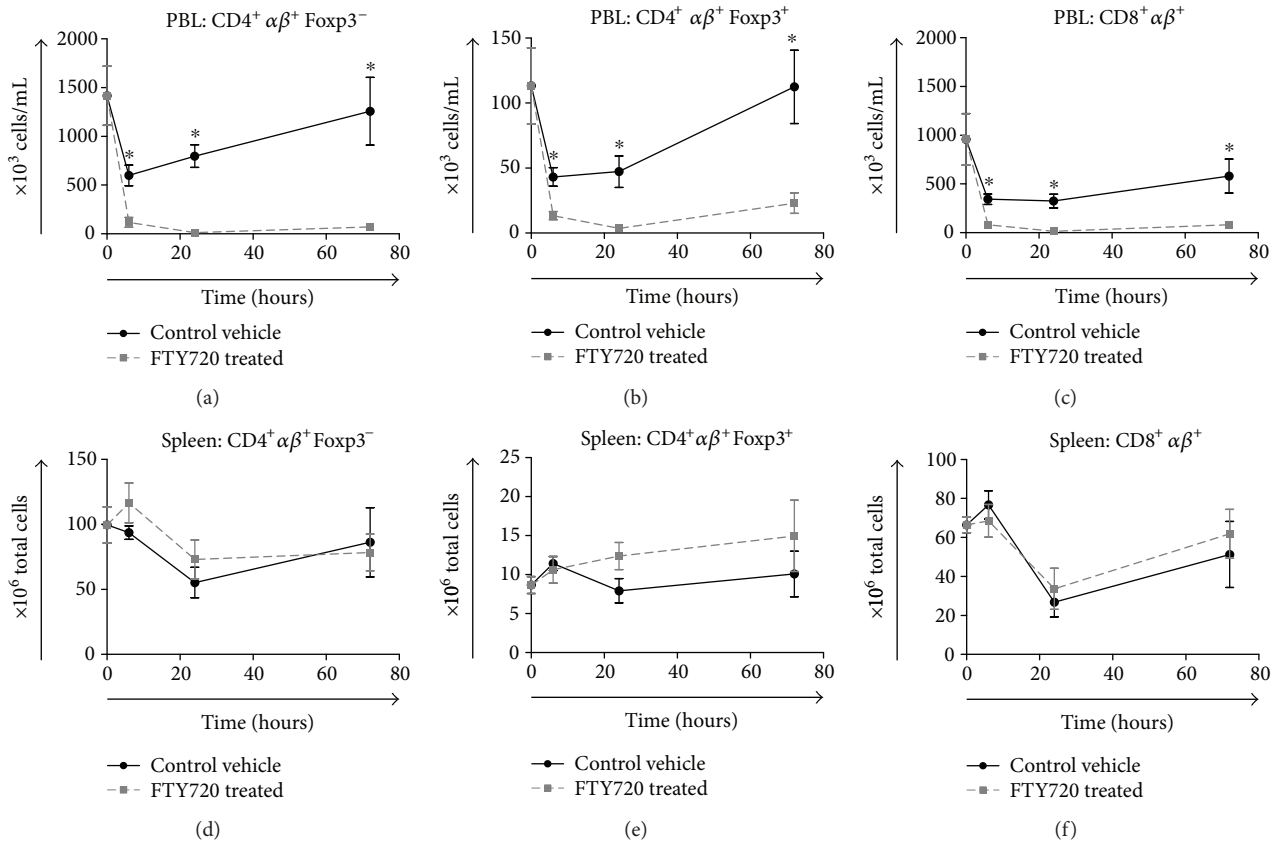 PBL: CD4⁺ αβ⁺ Foxp3⁻
2000
1500
1000
500
0
×10³ cells/mL
*
*
*
0 20 40 60 80
Time (hours)
Control vehicle
FTY720 treated
(a)
PBL: CD4⁺ αβ⁺ Foxp3⁺
150
100
50
0
×10³ cells/mL
*
*
*
0 20 40 60 80
Time (hours)
Control vehicle
FTY720 treated
(b)
PBL: CD8⁺ αβ⁺
2000
1500
1000
500
0
×10³ cells/mL
*
*
*
0 20 40 60 80
Time (hours)
Control vehicle
FTY720 treated
(c)
Spleen: CD4⁺ αβ⁺ Foxp3⁻
150
100
50
0
×10⁶ total cells
0 20 40 60 80
Time (hours)
Control vehicle
FTY720 treated
(d)
Spleen: CD4⁺ αβ⁺ Foxp3⁺
25
20
15
10
5
0
×10⁶ total cells
0 20 40 60 80
Time (hours)
Control vehicle
FTY720 treated
(e)
Spleen: CD8⁺ αβ⁺
100
80
60
40
20
0
×10⁶ total cells
0 20 40 60 80
Time (hours)
Control vehicle
FTY720 treated
(f)